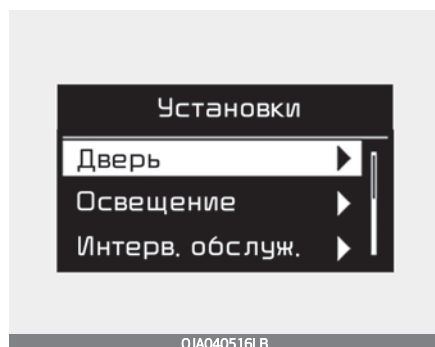 Установки
Дверь
Освещение
Интерв. обслуж.
OJA040516LB